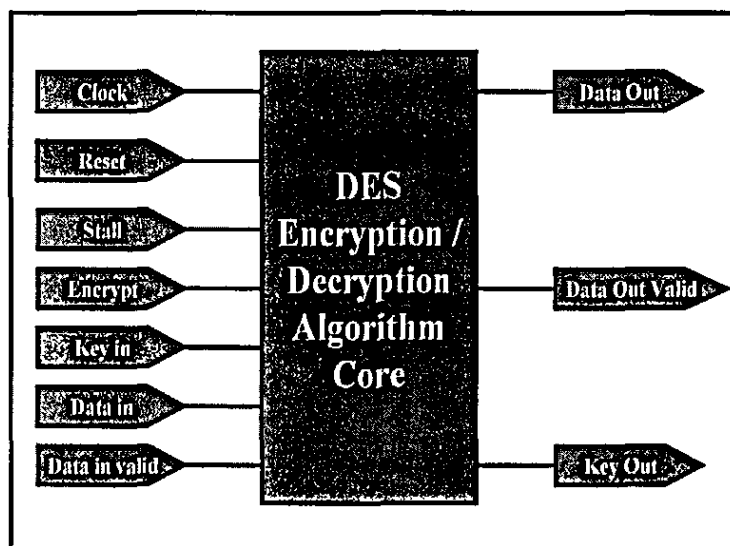 Clock
Reset
Stall
Encrypt
Key in
Data in
Data in valid
DES
Encryption /
Decryption
Algorithm
Core
Data Out
Data Out Valid
Key Out